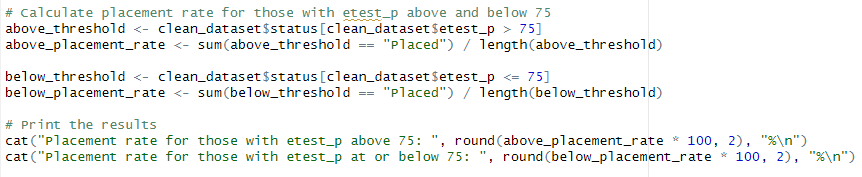 # Calculate placement rate for those with etest_p above and below 75
above_threshold <- clean_dataset$status[clean_dataset$etest_p > 75]
above_placement_rate <- sum(above_threshold == "Placed") / length(above_threshold)

below_threshold <- clean_dataset$status[clean_dataset$etest_p <= 75]
below_placement_rate <- sum(below_threshold == "Placed") / length(below_threshold)

# Print the results
cat("Placement rate for those with etest_p above 75: ", round(above_placement_rate * 100, 2), "%\n")
cat("Placement rate for those with etest_p at or below 75: ", round(below_placement_rate * 100, 2), "%\n")